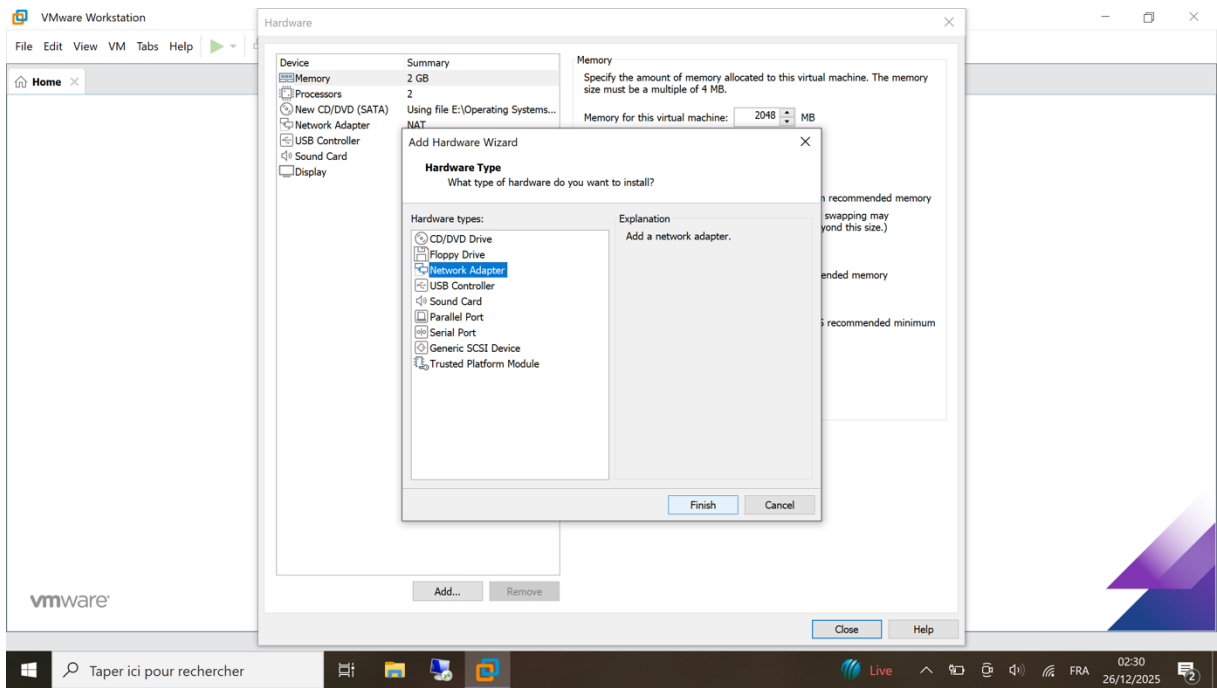 VMware Workstation
File Edit View VM Tabs Help
Home
Hardware
Device Summary
Memory 2 GB
Processors 2
New CD/DVD (SATA) Using file E:\Operating Systems...
Network Adapter NAT
USB Controller
Sound Card
Display
Memory
Specify the amount of memory allocated to this virtual machine. The memory
size must be a multiple of 4 MB.
Memory for this virtual machine: 2048 MB
recommended memory
swapping may
yond this size.)
ended memory
recommended minimum
Add Hardware Wizard
Hardware Type
What type of hardware do you want to install?
Hardware types:
CD/DVD Drive
Floppy Drive
Network Adapter
USB Controller
Sound Card
Parallel Port
Serial Port
Generic SCSI Device
Trusted Platform Module
Explanation
Add a network adapter.
Finish Cancel
Add... Remove
Close Help
vmware
Taper ici pour rechercher
Live
FRA
02:30
26/12/2025
2